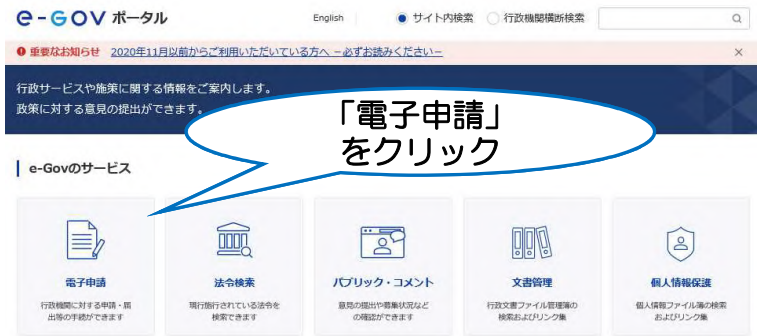 e-GOV ポータル
English
サイト内検索
行政機関横断検索
重要なお知らせ 2020年11月以前からご利用いただいている方へ －必ずお読みください－
行政サービスや施策に関する情報をご案内します。
政策に対する意見の提出ができます。
「電子申請」
をクリック
e-Govのサービス
電子申請
行政機関に対する申請・届
出等の手続ができます
法令検索
現行施行されている法令を
検索できます
パブリック・コメント
意見の提出や募集状況など
の確認ができます
文書管理
行政文書ファイル管理簿の
検索およびリンク集
個人情報保護
個人情報ファイル簿の検索
およびリンク集